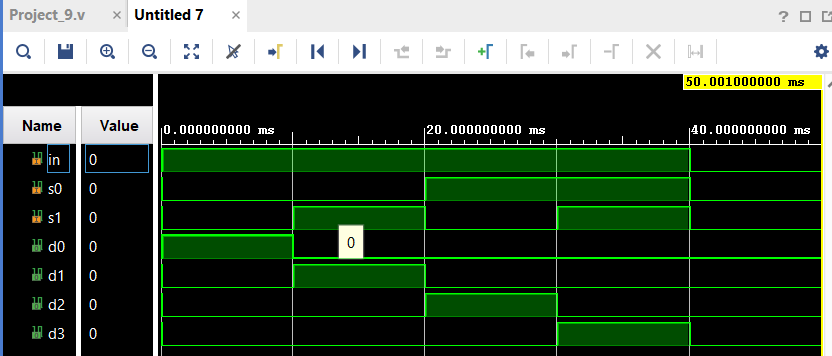 Project_9.v × Untitled 7 ×
? 
50.001000000 ms
Name Value
0.000000000 ms 20.000000000 ms 40.000000000 ms
in 0
s0 0
s1 0
d0 0
0
d1 0
d2 0
d3 0